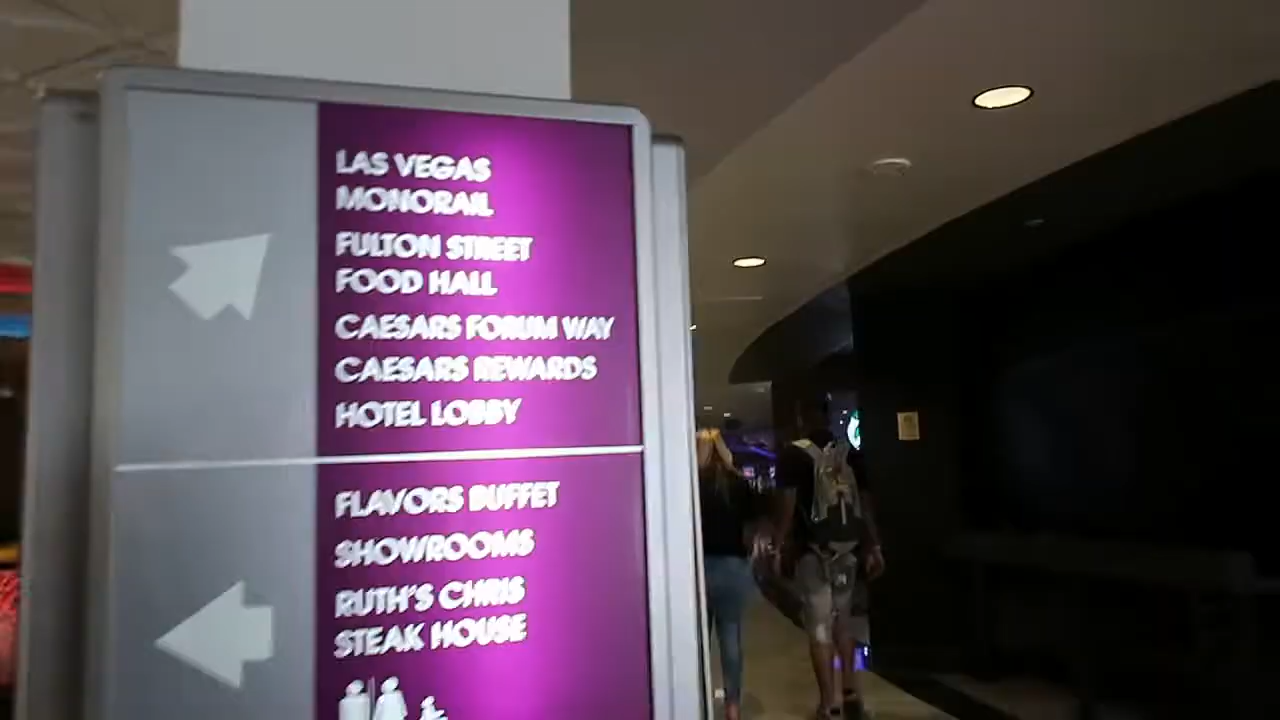 LAS VEGAS
MONORAIL
FULTON STREET
FOOD HALL
CAESARS FORUM WAY
CAESARS REWARDS
HOTEL LOBBY
FLAVORS BUFFET
SHOWROOMS
RUTH'S CHRIS
STEAK HOUSE